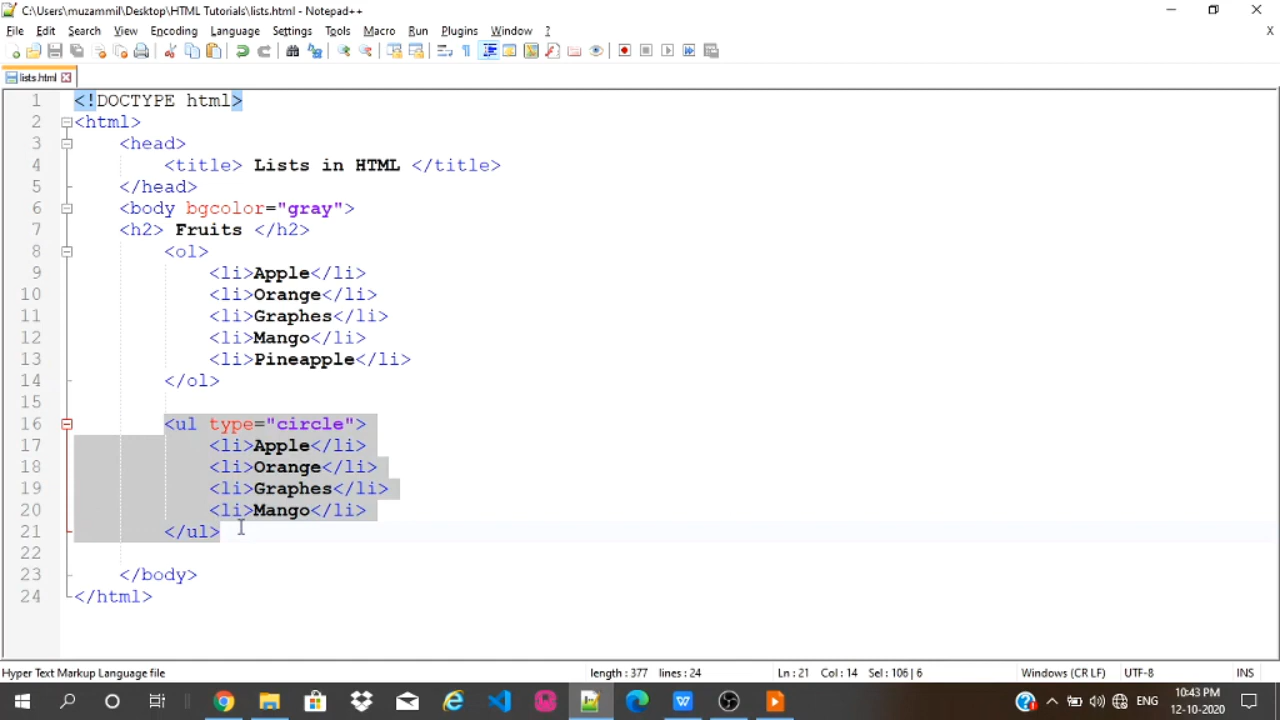 C:\Users\muzammil\Desktop\HTML Tutorials\lists.html - Notepad++
File Edit Search View Encoding Language Settings Tools Macro Run Plugins Window ?
X
lists.html
1 <!DOCTYPE html>
2 <html>
3 <head>
4 <title> Lists in HTML </title>
5 </head>
6 <body bgcolor="gray">
7 <h2> Fruits </h2>
8 <ol>
9 <li>Apple</li>
10 <li>Orange</li>
11 <li>Graphes</li>
12 <li>Mango</li>
13 <li>Pineapple</li>
14 </ol>
15
16 <ul type="circle">
17 <li>Apple</li>
18 <li>Orange</li>
19 <li>Graphes</li>
20 <li>Mango</li>
21 </ul>
22
23 </body>
24 </html>
Hyper Text Markup Language file length : 377 lines : 24 Ln : 21 Col : 14 Sel : 106 | 6 Windows (CR LF) UTF-8 INS
ENG
10:43 PM
12-10-2020